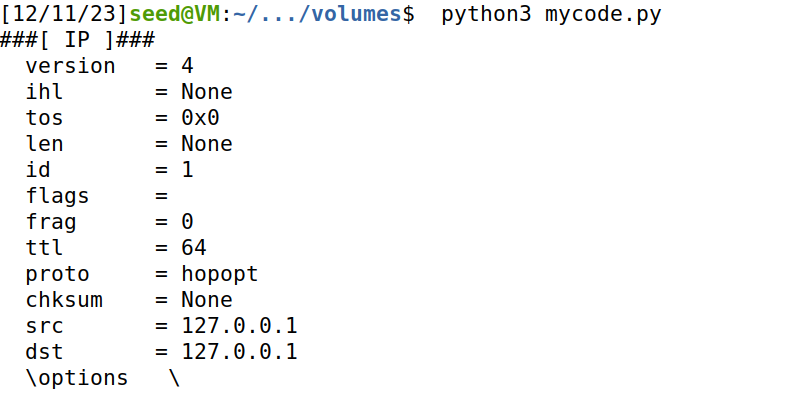 [12/11/23]seed@VM:~/.../volumes$  python3 mycode.py
###[ IP ]###
  version   = 4
  ihl       = None
  tos       = 0x0
  len       = None
  id        = 1
  flags     =
  frag      = 0
  ttl       = 64
  proto     = hopopt
  chksum    = None
  src       = 127.0.0.1
  dst       = 127.0.0.1
  \options   \